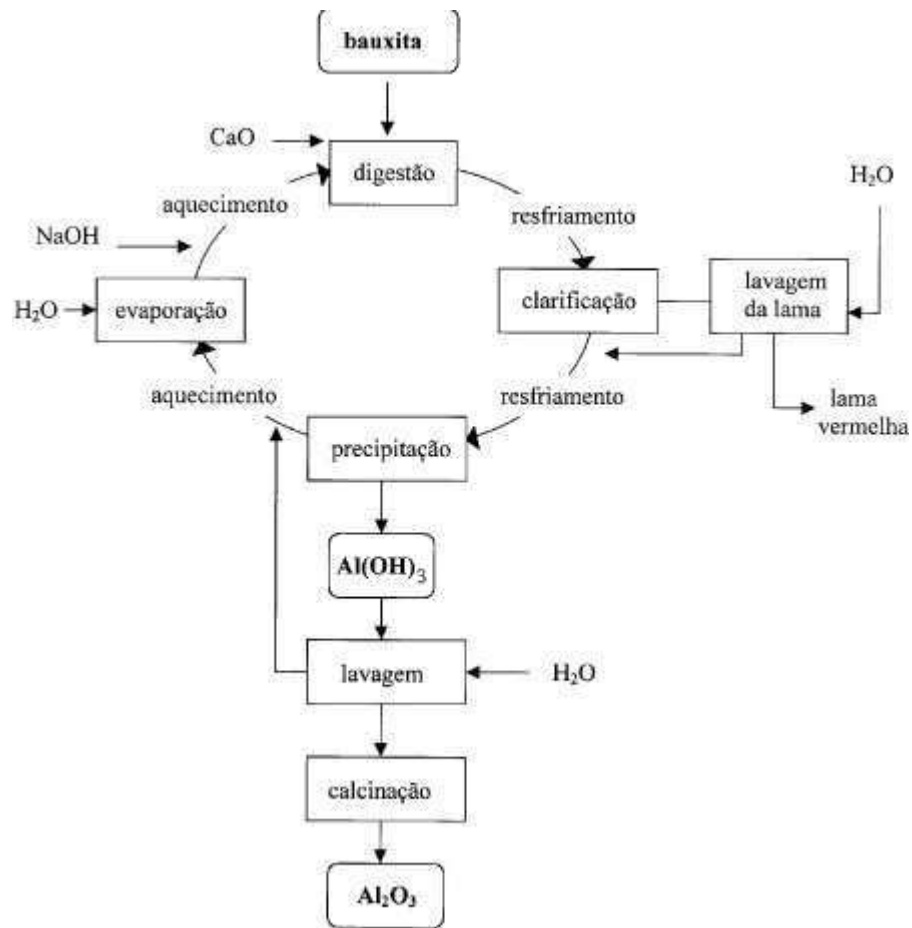 bauxita
CaO
digestão
H₂O
aquecimento
resfriamento
NaOH
lavagem
da lama
clarificação
H₂O
evaporação
aquecimento
resfriamento
lama
vermelha
precipitação
Al(OH)₃
lavagem
H₂O
calcinação
Al₂O₃